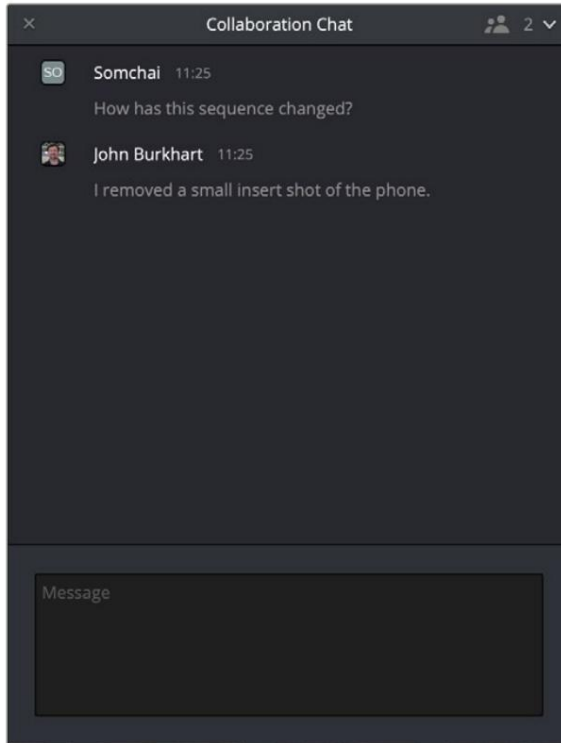 × Collaboration Chat 2
SO Somchai 11:25
How has this sequence changed?
John Burkhart 11:25
I removed a small insert shot of the phone.
Message